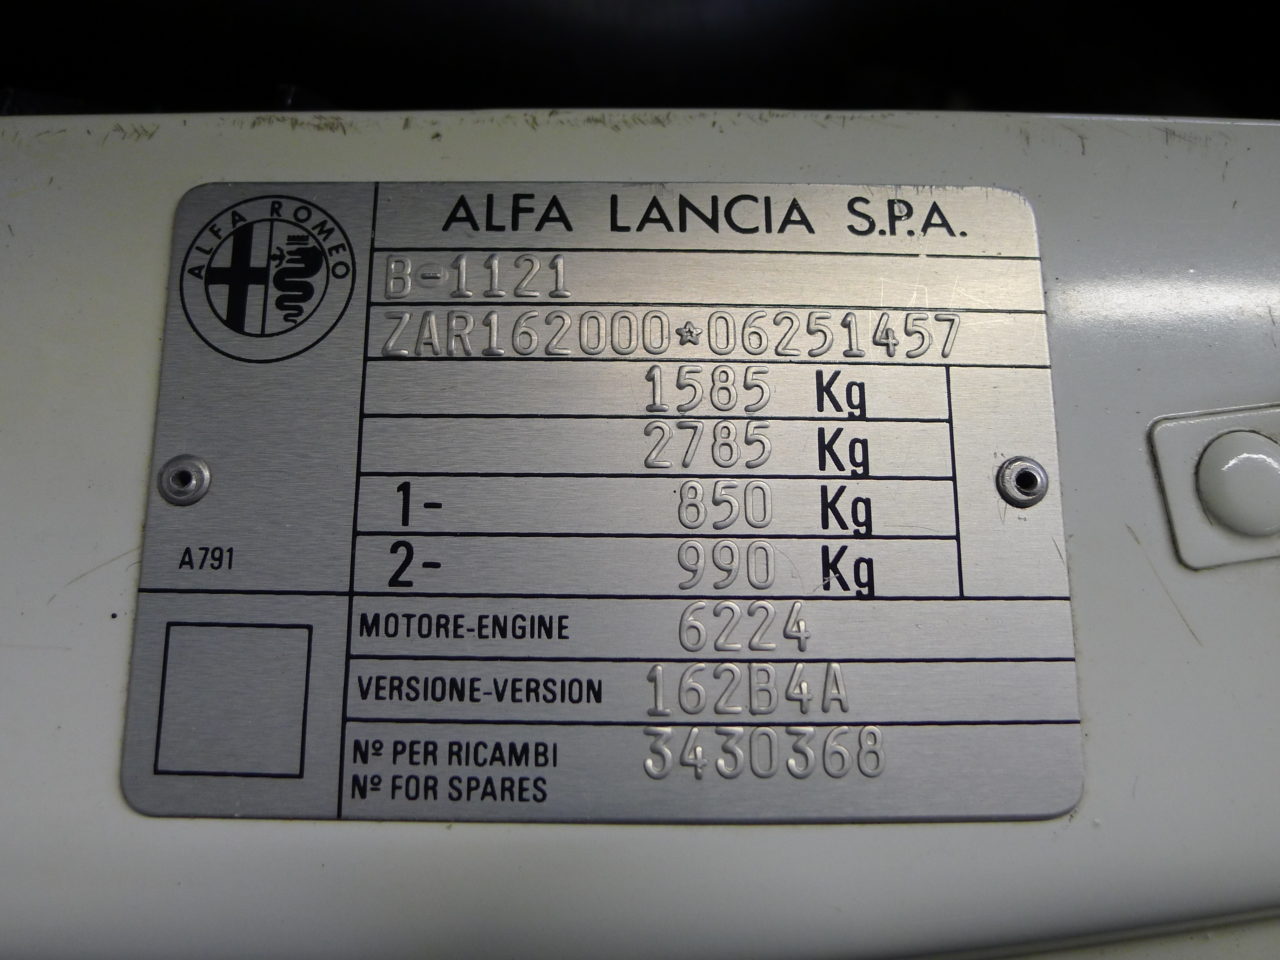 ALFA ROMEO
ALFA LANCIA S.P.A.
B-1121
ZAR162000*06251457
1585 Kg
2785 Kg
1- 850 Kg
2- 990 Kg
A791
MOTORE-ENGINE 6224
VERSIONE-VERSION 162B4A
Nº PER RICAMBI 3430368
Nº FOR SPARES